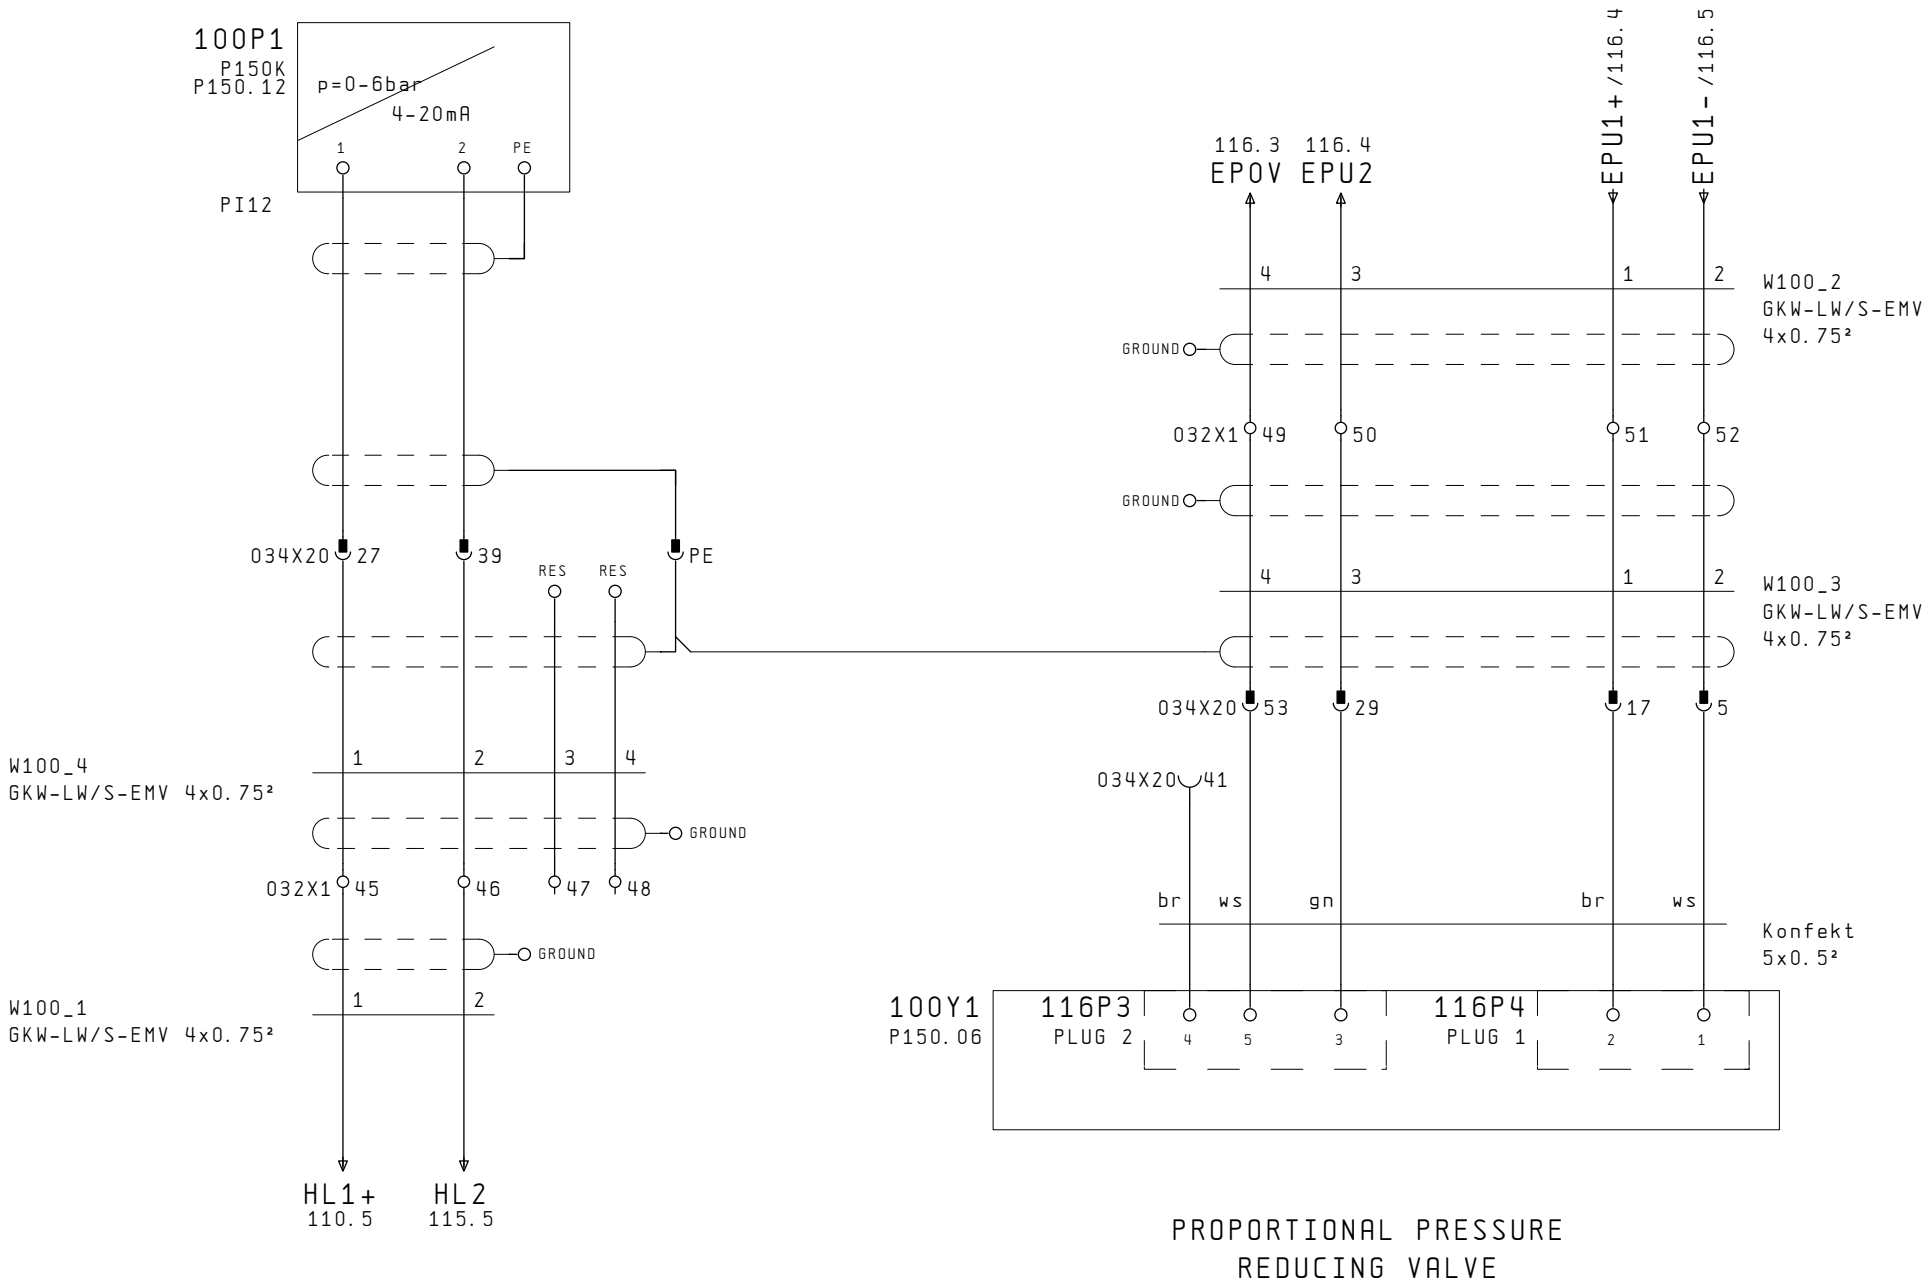 100P1
P150K
P150.12
p=0-6bar
4-20mA
1 2 PE
PI12
034X20 27 39 PE
RES RES
W100_4
GKW-LW/S-EMV 4x0.75²
1 2 3 4
GROUND
032X1 45 46 47 48
GROUND
W100_1
GKW-LW/S-EMV 4x0.75²
1 2
HL1+ HL2
110.5 115.5
EPU1+ /116.4
EPU1- /116.5
116.3 116.4
EPOV EPU2
4 3 1 2
W100_2
GKW-LW/S-EMV
4x0.75²
GROUND
032X1 49 50 51 52
GROUND
4 3 1 2
W100_3
GKW-LW/S-EMV
4x0.75²
034X20 53 29 17 5
034X20 41
br ws gn br ws
Konfekt
5x0.5²
100Y1
P150.06
116P3
PLUG 2
4 5 3
116P4
PLUG 1
2 1
PROPORTIONAL PRESSURE
REDUCING VALVE